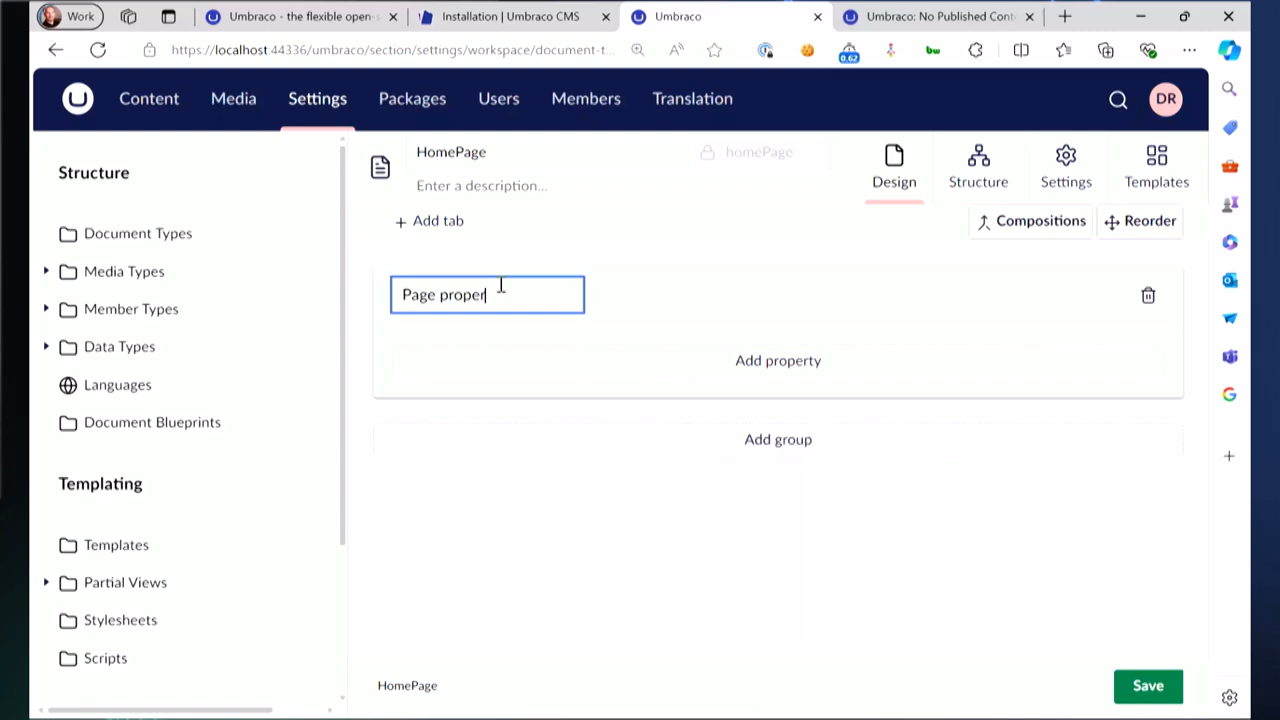 Work
Umbraco - the flexible open-s
Installation | Umbraco CMS
Umbraco
Umbraco: No Published Cont
https://localhost:44336/umbraco/section/settings/workspace/document-t...
0.62
bw
Content
Media
Settings
Packages
Users
Members
Translation
DR
Structure
Document Types
Media Types
Member Types
Data Types
Languages
Document Blueprints
Templating
Templates
Partial Views
Stylesheets
Scripts
HomePage
homePage
Enter a description...
Design
Structure
Settings
Templates
+ Add tab
Compositions
Reorder
Page proper
Add property
Add group
HomePage
Save